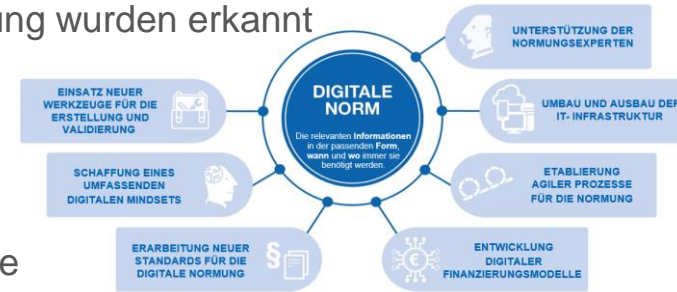 ung wurden erkannt
UNTERSTÜTZUNG DER
NORMUNGSEXPERTEN
EINSATZ NEUER
WERKZEUGE FÜR DIE
ERSTELLUNG UND
VALIDIERUNG
DIGITALE
NORM
Die relevanten Informationen
in der passenden Form,
wann und wo immer sie
benötigt werden.
UMBAU UND AUSBAU DER
IT- INFRASTRUKTUR
SCHAFFUNG EINES
UMFASSENDEN
DIGITALEN MINDSETS
ETABLIERUNG
AGILER PROZESSE
FÜR DIE NORMUNG
e
ERARBEITUNG NEUER
STANDARDS FÜR DIE
DIGITALE NORMUNG
§
€
ENTWICKLUNG
DIGITALER
FINANZIERUNGSMODELLE